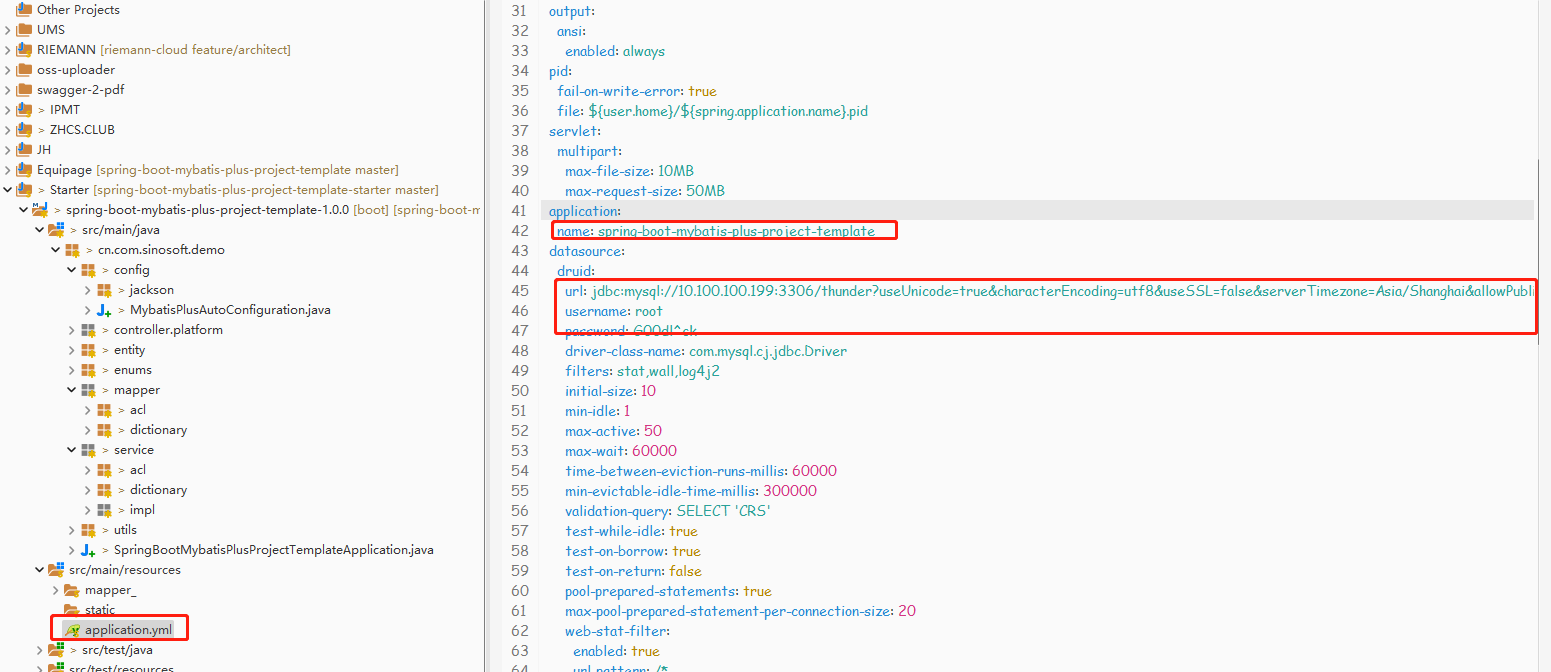 Other Projects
UMS
RIEMANN [riemann-cloud feature/architect]
oss-uploader
swagger-2-pdf
> IPMT
> ZHCS.CLUB
JH
Equipage [spring-boot-mybatis-plus-project-template master]
> Starter [spring-boot-mybatis-plus-project-template-starter master]
> spring-boot-mybatis-plus-project-template-1.0.0 [boot] [spring-boot-m
> src/main/java
> cn.com.sinosoft.demo
> config
> jackson
> MybatisPlusAutoConfiguration.java
> controller.platform
> entity
> enums
> mapper
> acl
> dictionary
> service
> acl
> dictionary
> impl
> utils
> SpringBootMybatisPlusProjectTemplateApplication.java
src/main/resources
mapper_
static
application.yml
> src/test/java
src/test/resources
31 output:
32 ansi:
33 enabled: always
34 pid:
35 fail-on-write-error: true
36 file: ${user.home}/${spring.application.name}.pid
37 servlet:
38 multipart:
39 max-file-size: 10MB
40 max-request-size: 50MB
41 application:
42 name: spring-boot-mybatis-plus-project-template
43 datasource:
44 druid:
45 url: jdbc:mysql://10.100.100.199:3306/thunder?useUnicode=true&characterEncoding=utf8&useSSL=false&serverTimezone=Asia/Shanghai&allowPubli
46 username: root
47 password:
48 driver-class-name: com.mysql.cj.jdbc.Driver
49 filters: stat,wall,log4j2
50 initial-size: 10
51 min-idle: 1
52 max-active: 50
53 max-wait: 60000
54 time-between-eviction-runs-millis: 60000
55 min-evictable-idle-time-millis: 300000
56 validation-query: SELECT 'CRS'
57 test-while-idle: true
58 test-on-borrow: true
59 test-on-return: false
60 pool-prepared-statements: true
61 max-pool-prepared-statement-per-connection-size: 20
62 web-stat-filter:
63 enabled: true
64 url-pattern: /*